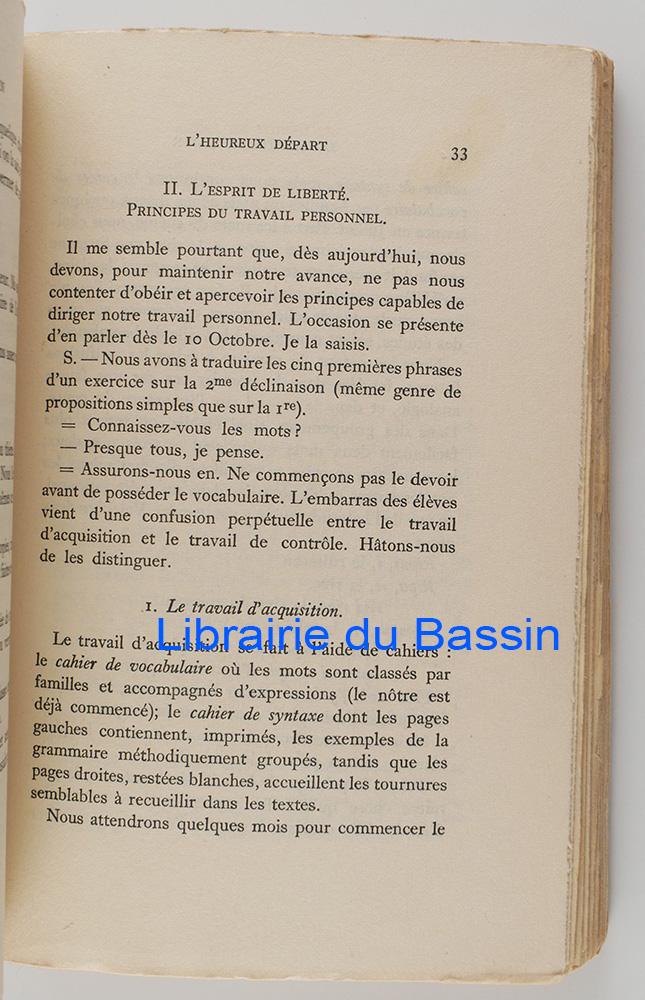 L'HEUREUX DÉPART
33
II. L'ESPRIT DE LIBERTÉ.
PRINCIPES DU TRAVAIL PERSONNEL.
Il me semble pourtant que, dès aujourd'hui, nous
devons, pour maintenir notre avance, ne pas nous
contenter d'obéir et apercevoir les principes capables de
diriger notre travail personnel. L'occasion se présente
d'en parler dès le 10 Octobre. Je la saisis.
S. — Nous avons à traduire les cinq premières phrases
d'un exercice sur la 2me déclinaison (même genre de
propositions simples que sur la 1re).
= Connaissez-vous les mots ?
— Presque tous, je pense.
= Assurons-nous en. Ne commençons pas le devoir
avant de posséder le vocabulaire. L'embarras des élèves
vient d'une confusion perpétuelle entre le travail
d'acquisition et le travail de contrôle. Hâtons-nous
de les distinguer.
1. Le travail d'acquisition.
Librairie du Bassin
Le travail d'acquisition se fait à l'aide de cahiers :
le cahier de vocabulaire où les mots sont classés par
familles et accompagnés d'expressions (le nôtre est
déjà commencé); le cahier de syntaxe dont les pages
gauches contiennent, imprimés, les exemples de la
grammaire méthodiquement groupés, tandis que les
pages droites, restées blanches, accueillent les tournures
semblables à recueillir dans les textes.
Nous attendrons quelques mois pour commencer le